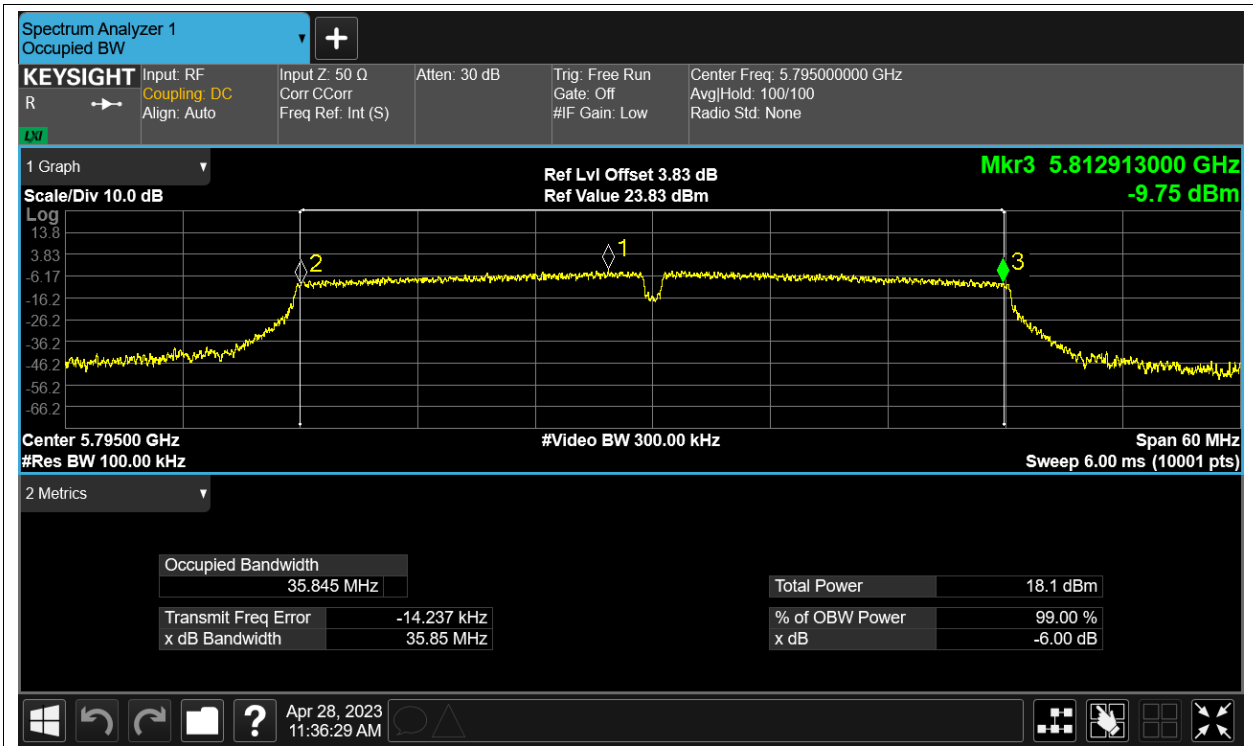 Spectrum Analyzer 1
Occupied BW
KEYSIGHT
R
LXI
Input: RF
Coupling: DC
Align: Auto
Input Z: 50 Ω
Corr CCorr
Freq Ref: Int (S)
Atten: 30 dB
Trig: Free Run
Gate: Off
#IF Gain: Low
Center Freq: 5.795000000 GHz
Avg|Hold: 100/100
Radio Std: None
1 Graph
Scale/Div 10.0 dB
Ref Lvl Offset 3.83 dB
Ref Value 23.83 dBm
Mkr3 5.812913000 GHz
-9.75 dBm
Log
13.8
3.83
-6.17
-16.2
-26.2
-36.2
-46.2
-56.2
-66.2
2
1
3
Center 5.79500 GHz
#Res BW 100.00 kHz
#Video BW 300.00 kHz
Span 60 MHz
Sweep 6.00 ms (10001 pts)
2 Metrics
Occupied Bandwidth
35.845 MHz
Transmit Freq Error -14.237 kHz
x dB Bandwidth 35.85 MHz
Total Power 18.1 dBm
% of OBW Power 99.00 %
x dB -6.00 dB
?
Apr 28, 2023
11:36:29 AM